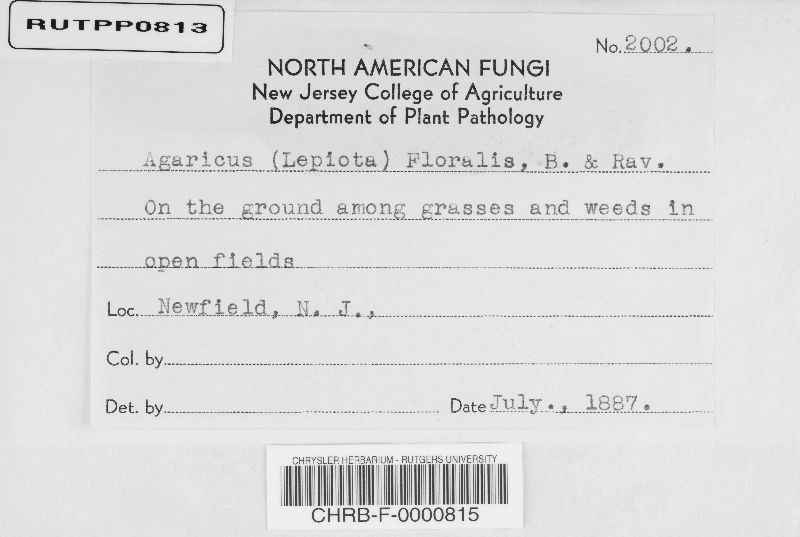 RUTPP0813
No. 2002.
NORTH AMERICAN FUNGI
New Jersey College of Agriculture
Department of Plant Pathology
Agaricus (Lepiota) Floralis, B. & Rav.
On the ground among grasses and weeds in
open fields
Loc. Newfield, N. J.,
Col. by
Det. by Date July., 1887.
CHRYSLER HERBARIUM - RUTGERS UNIVERSITY
CHRB-F-0000815